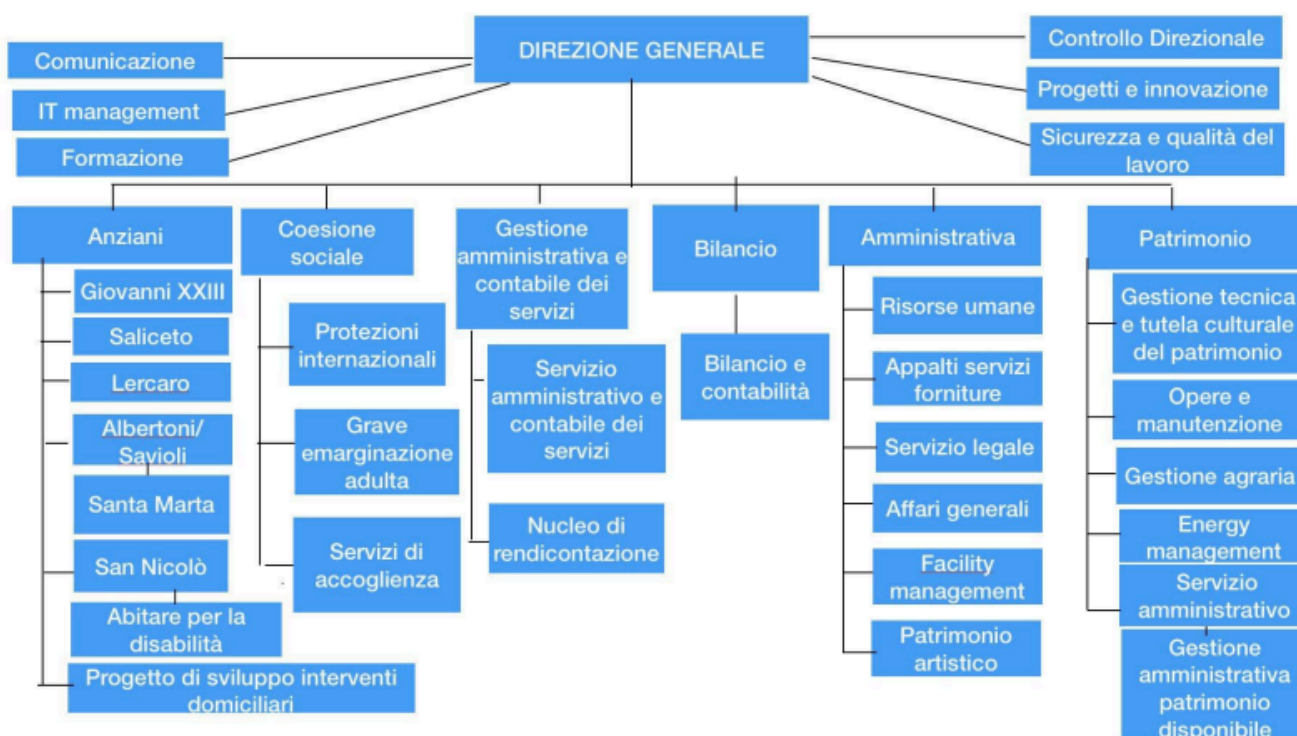 DIREZIONE GENERALE
Comunicazione
IT management
Formazione
Controllo Direzionale
Progetti e innovazione
Sicurezza e qualità del
lavoro
Anziani
Giovanni XXIII
Saliceto
Lercaro
Albertoni/
Savioli
Santa Marta
San Nicolò
Abitare per la
disabilità
Progetto di sviluppo interventi
domiciliari
Coesione
sociale
Protezioni
internazionali
Grave
emarginazione
adulta
Servizi di
accoglienza
Gestione
amministrativa e
contabile dei
servizi
Servizio
amministrativo e
contabile dei
servizi
Nucleo di
rendicontazione
Bilancio
Bilancio e
contabilità
Amministrativa
Risorse umane
Appalti servizi
forniture
Servizio legale
Affari generali
Facility
management
Patrimonio
artistico
Patrimonio
Gestione tecnica
e tutela culturale
del patrimonio
Opere e
manutenzione
Gestione agraria
Energy
management
Servizio
amministrativo
Gestione
amministrativa
patrimonio
disponibile